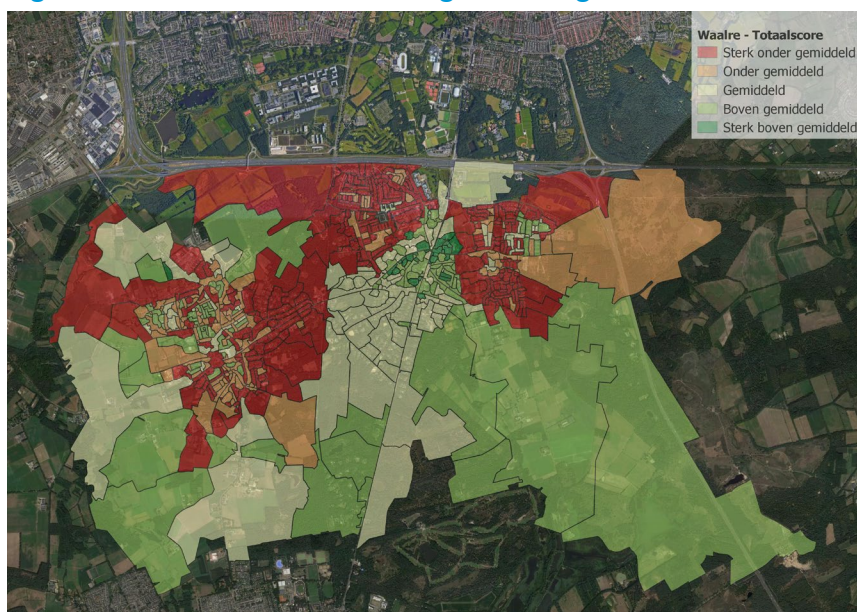 Waalre - Totaalscore
Sterk onder gemiddeld
Onder gemiddeld
Gemiddeld
Boven gemiddeld
Sterk boven gemiddeld